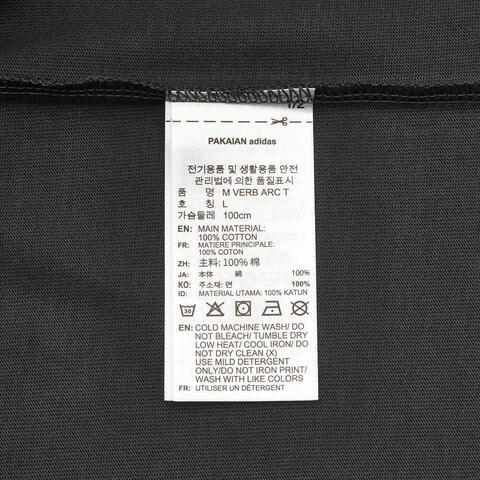 1/2
PAKAIAN adidas
전기용품 및 생활용품 안전
관리법에 의한 품질표시
품 명 M VERB ARC T
호 칭 L
가슴둘레 100cm
EN: MAIN MATERIAL:
100% COTTON
FR: MATIERE PRINCIPALE:
100% COTON
ZH: 主料: 100% 棉
JA: 本体 綿 100%
KO: 주소재: 면 100%
ID: MATERIAL UTAMA: 100% KATUN
30
EN: COLD MACHINE WASH/ DO
NOT BLEACH/ TUMBLE DRY
LOW HEAT/ COOL IRON/ DO
NOT DRY CLEAN (X)
USE MILD DETERGENT
ONLY/DO NOT IRON PRINT/
WASH WITH LIKE COLORS
FR: UTILISER UN DÉTERGENT